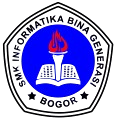 SMK INFORMATIKA BINA GENERASI
BOGOR